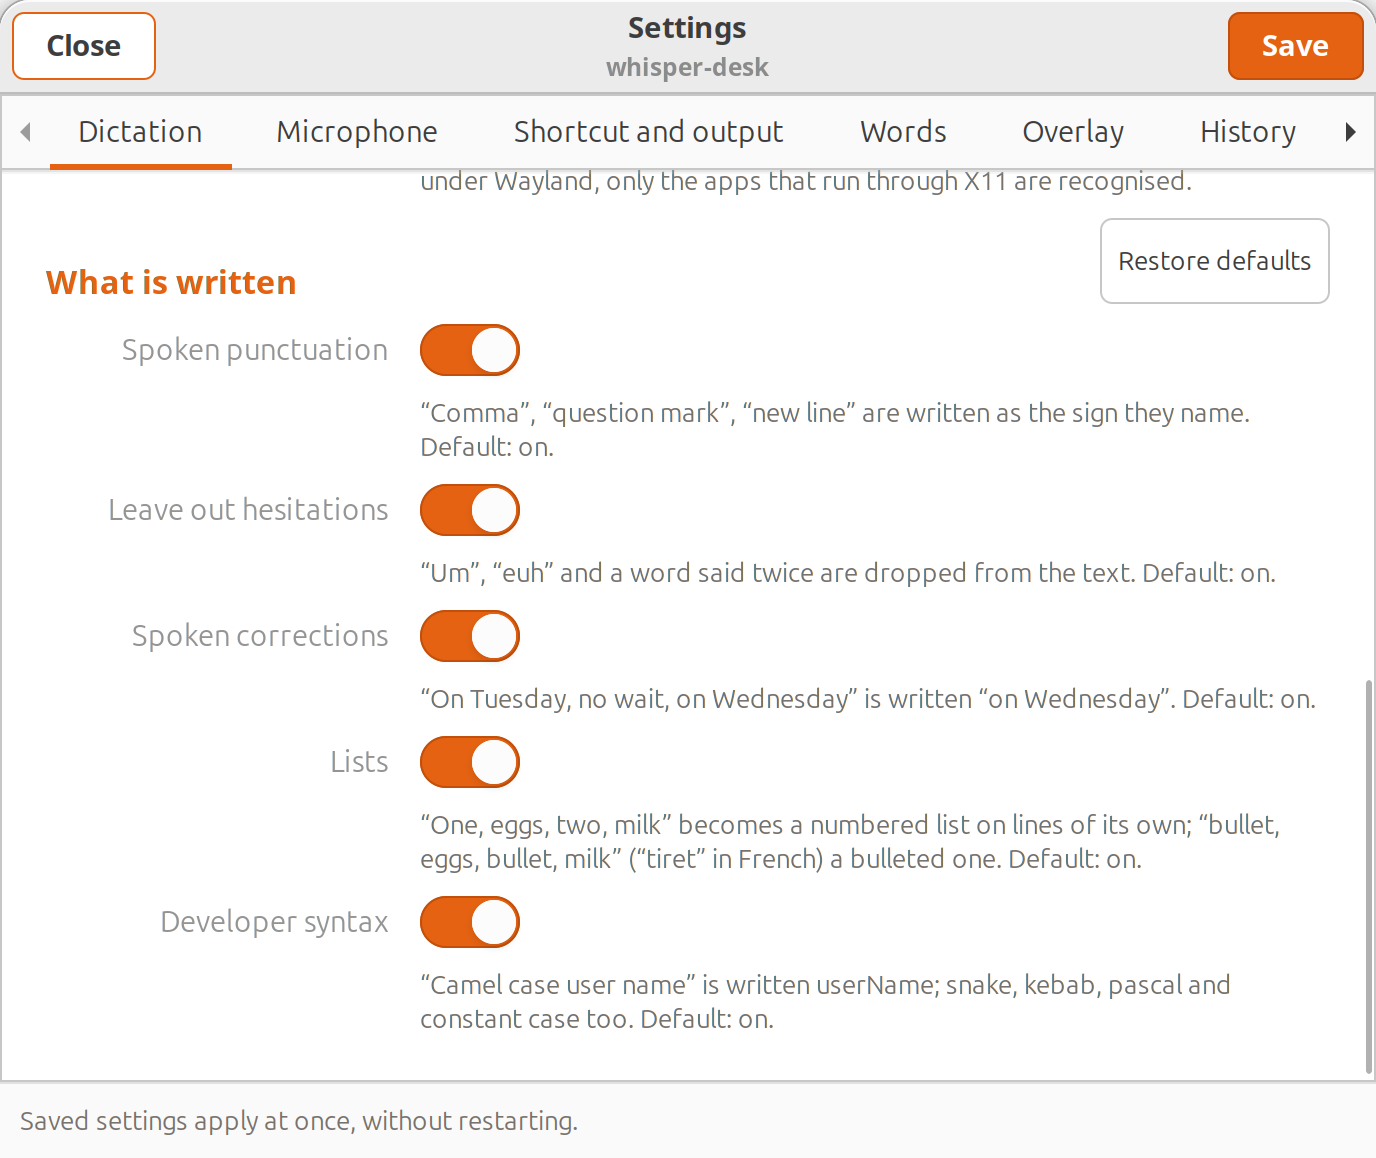 Close
Settings
whisper-desk
Save
Dictation
Microphone
Shortcut and output
Words
Overlay
History
under Wayland, only the apps that run through X11 are recognised.
Restore defaults
What is written
Spoken punctuation
“Comma”, “question mark”, “new line” are written as the sign they name.
Default: on.
Leave out hesitations
“Um”, “euh” and a word said twice are dropped from the text. Default: on.
Spoken corrections
“On Tuesday, no wait, on Wednesday” is written “on Wednesday”. Default: on.
Lists
“One, eggs, two, milk” becomes a numbered list on lines of its own; “bullet,
eggs, bullet, milk” (“tiret” in French) a bulleted one. Default: on.
Developer syntax
“Camel case user name” is written userName; snake, kebab, pascal and
constant case too. Default: on.
Saved settings apply at once, without restarting.